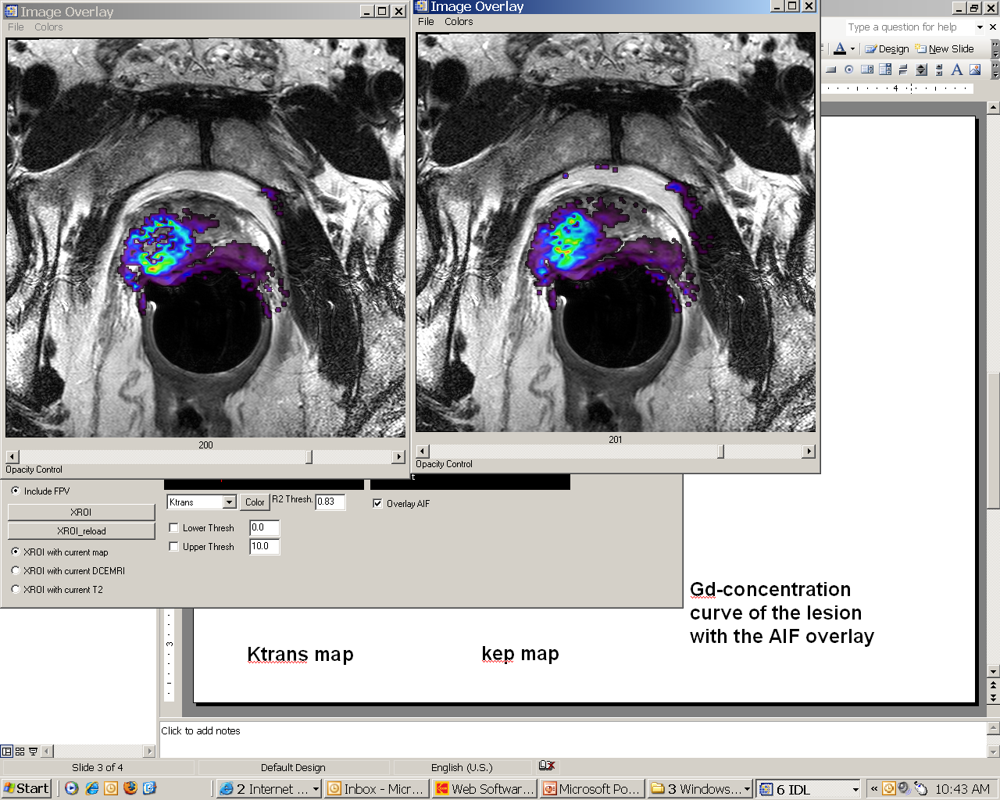 Image Overlay
File Colors
200
Opacity Control
Image Overlay
File Colors
201
Opacity Control
Type a question for help
Design New Slide
4
Include FPV
XROI
XROI_reload
XROI with current map
XROI with current DCEMRI
XROI with current T2
Ktrans Color R2 Thresh. 0.83
Lower Thresh 0.0
Upper Thresh 10.0
t
Overlay AIF
3
Ktrans map
kep map
Gd-concentration
curve of the lesion
with the AIF overlay
Click to add notes
Slide 3 of 4 Default Design English (U.S.)
Start 2 Internet ... Inbox - Micr... Web Software... Microsoft Po... 3 Windows... 6 IDL 10:43 AM